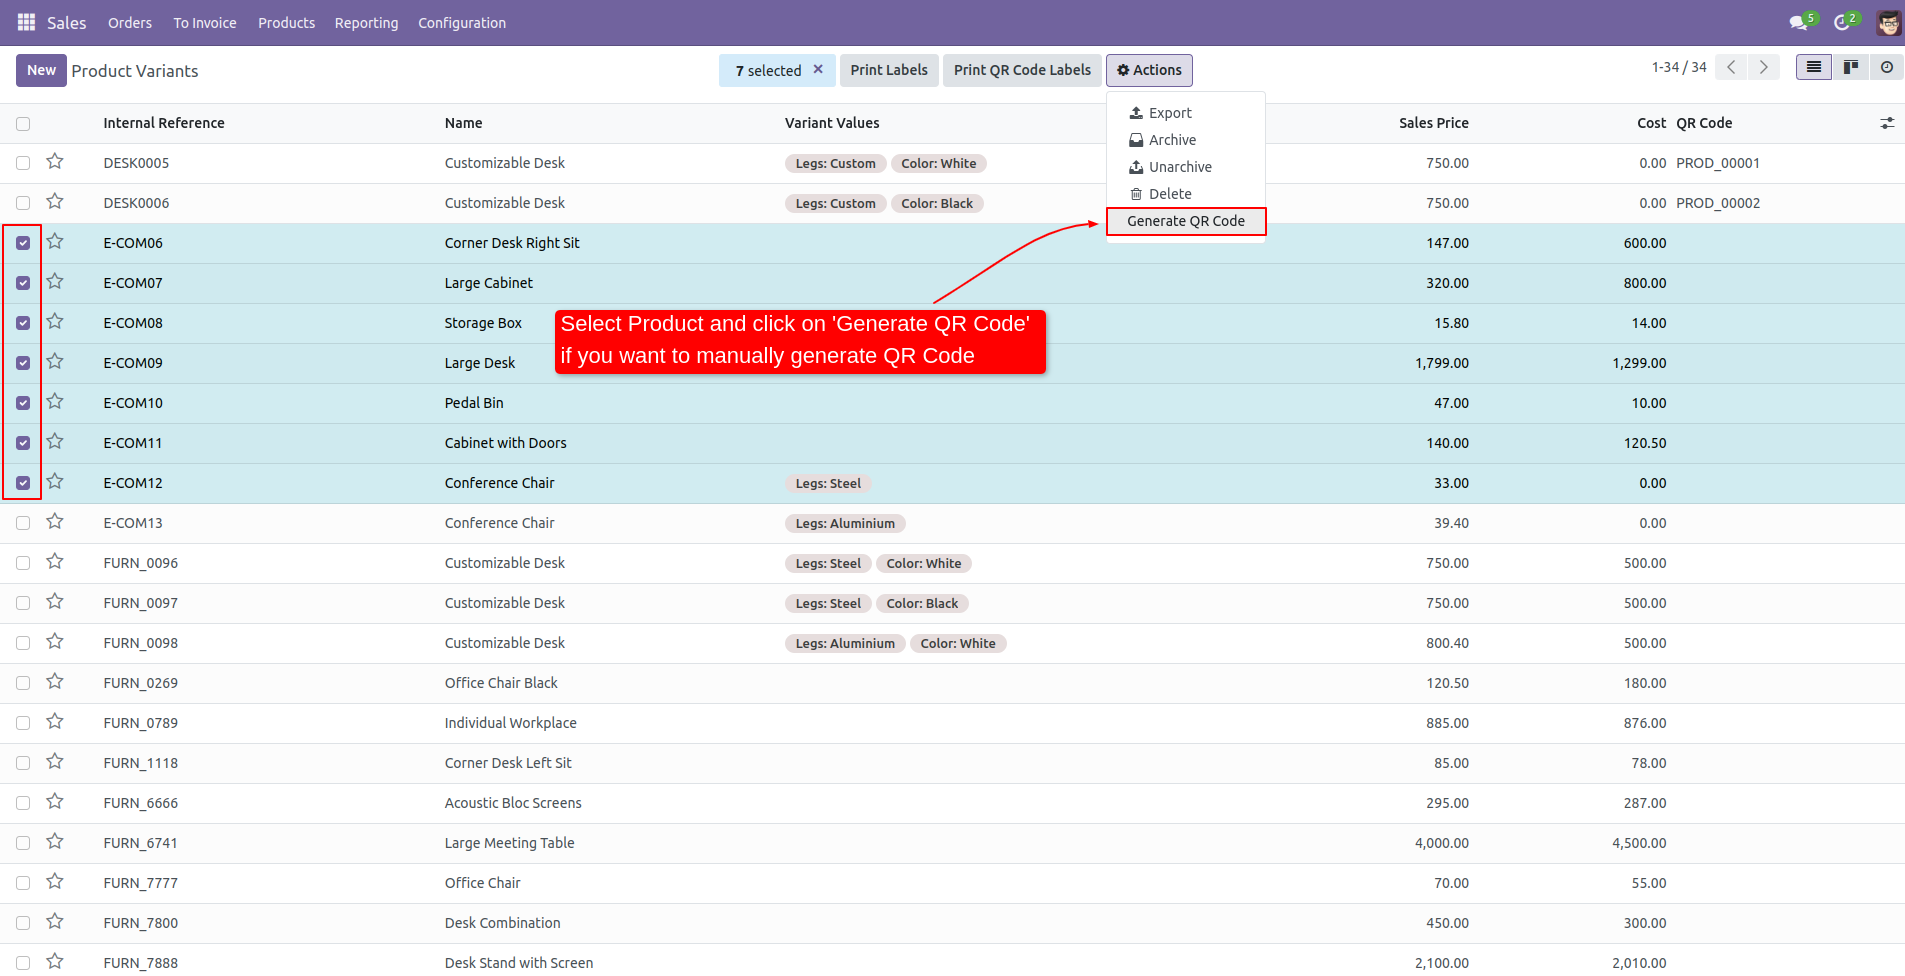 Sales Orders To Invoice Products Reporting Configuration 5 2
New Product Variants 7 selected × Print Labels Print QR Code Labels Actions 1-34 / 34
Export
Archive
Unarchive
Delete
Generate QR Code
Internal Reference Name Variant Values Sales Price Cost QR Code
DESK0005 Customizable Desk Legs: Custom Color: White 750.00 0.00 PROD_00001
DESK0006 Customizable Desk Legs: Custom Color: Black 750.00 0.00 PROD_00002
E-COM06 Corner Desk Right Sit 147.00 600.00
E-COM07 Large Cabinet 320.00 800.00
E-COM08 Storage Box 15.80 14.00
Select Product and click on 'Generate QR Code'
if you want to manually generate QR Code
E-COM09 Large Desk 1,799.00 1,299.00
E-COM10 Pedal Bin 47.00 10.00
E-COM11 Cabinet with Doors 140.00 120.50
E-COM12 Conference Chair Legs: Steel 33.00 0.00
E-COM13 Conference Chair Legs: Aluminium 39.40 0.00
FURN_0096 Customizable Desk Legs: Steel Color: White 750.00 500.00
FURN_0097 Customizable Desk Legs: Steel Color: Black 750.00 500.00
FURN_0098 Customizable Desk Legs: Aluminium Color: White 800.40 500.00
FURN_0269 Office Chair Black 120.50 180.00
FURN_0789 Individual Workplace 885.00 876.00
FURN_1118 Corner Desk Left Sit 85.00 78.00
FURN_6666 Acoustic Bloc Screens 295.00 287.00
FURN_6741 Large Meeting Table 4,000.00 4,500.00
FURN_7777 Office Chair 70.00 55.00
FURN_7800 Desk Combination 450.00 300.00
FURN_7888 Desk Stand with Screen 2,100.00 2,010.00